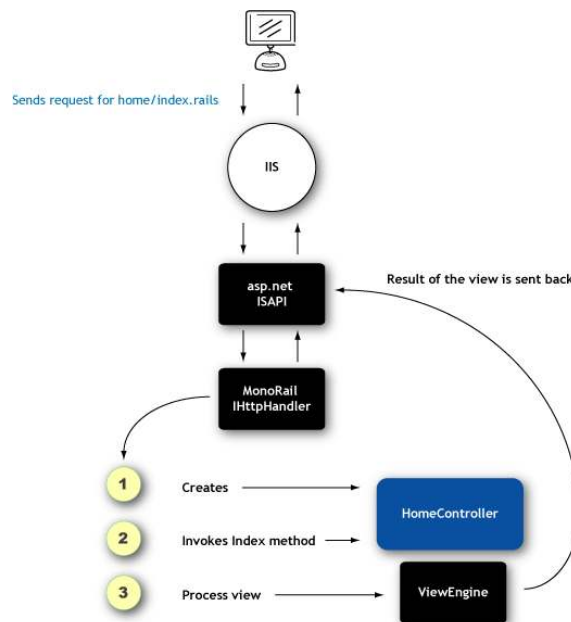 Sends request for home/index.rails
IIS
asp.net
ISAPI
Result of the view is sent back
MonoRail
IHttpHandler
1
Creates
HomeController
2
Invokes Index method
3
Process view
ViewEngine